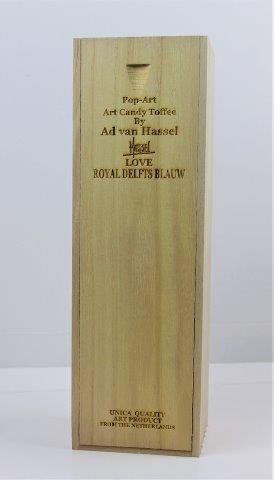 Pop-Art
Art Candy Toffee
By
Ad van Hassel
Hassel
LOVE
ROYAL DELFTS BLAUW
UNICA QUALITY
ART PRODUCT
FROM THE NETHERLANDS